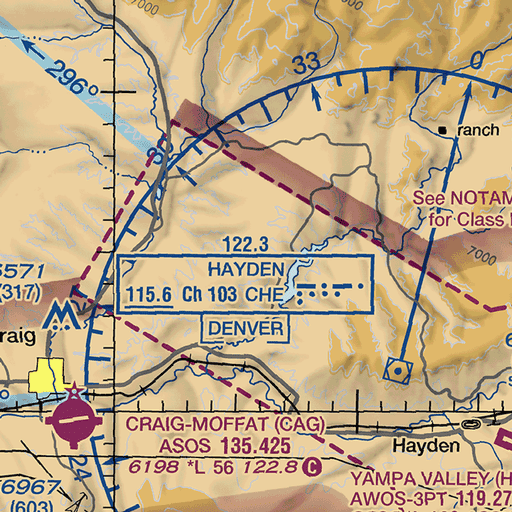 296°
33
0
30
ranch
See NOTAM
for Class
7000
122.3
HAYDEN
115.6 Ch 103 CHE
DENVER
(317)
raig
CRAIG-MOFFAT (CAG)
ASOS 135.425
6198 *L 56 122.8 C
24
6967
(603)
Hayden
YAMPA VALLEY (H
AWOS-3PT 119.27